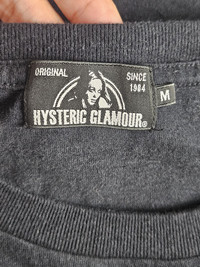 ORIGINAL SINCE
1984
HYSTERIC GLAMOUR®
M